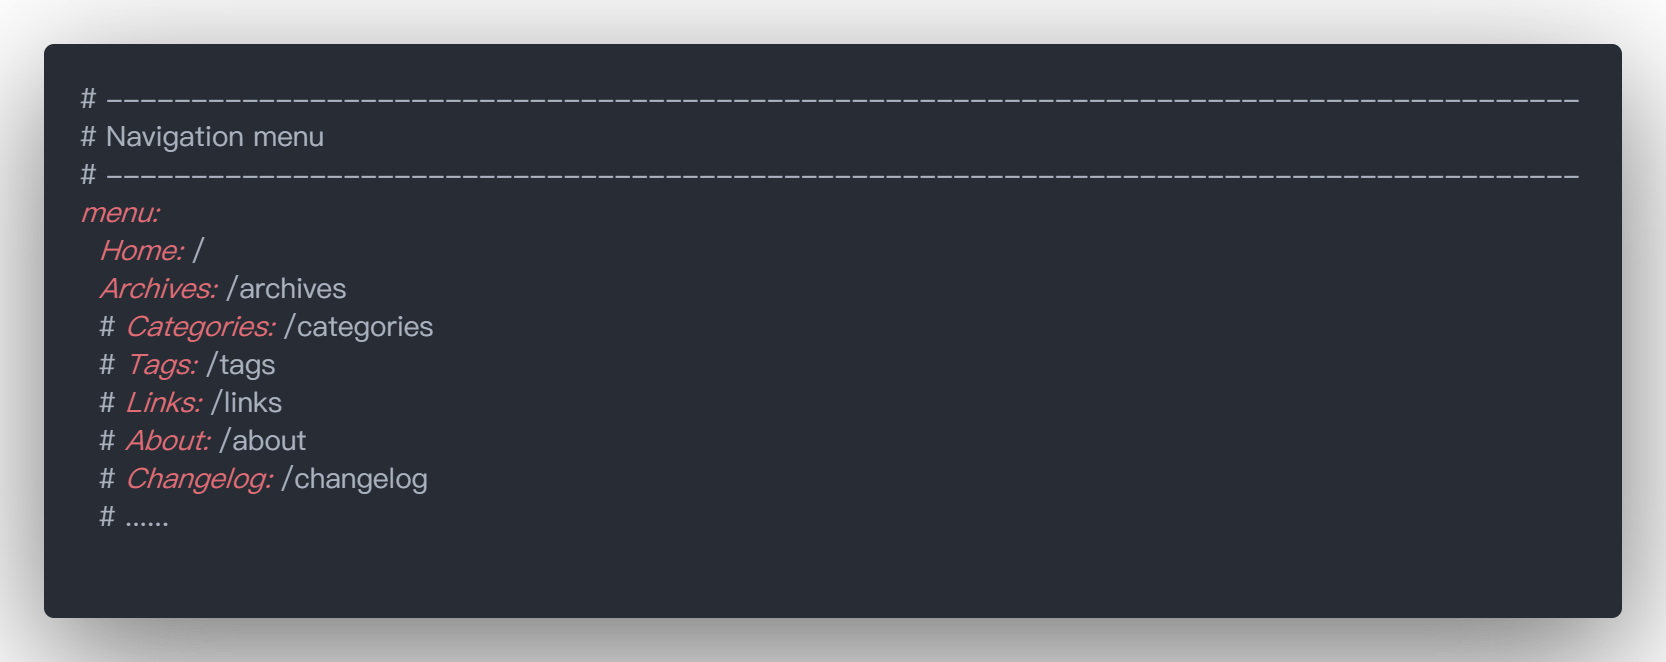 # ---------------------------------------------------------------------------------------
# Navigation menu
# ---------------------------------------------------------------------------------------
menu:
  Home: /
  Archives: /archives
  # Categories: /categories
  # Tags: /tags
  # Links: /links
  # About: /about
  # Changelog: /changelog
  # ......